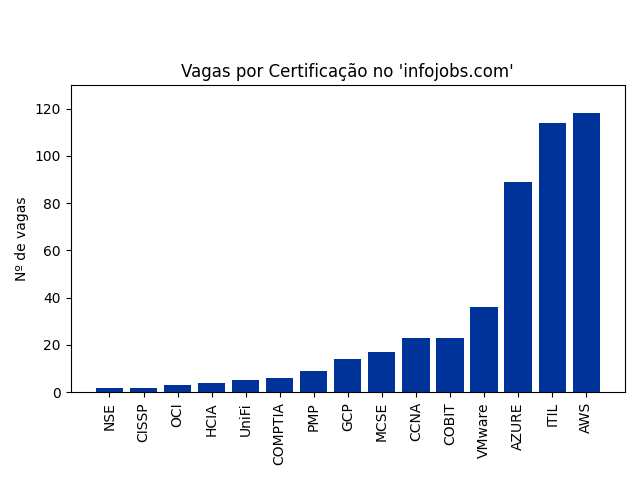 Vagas por Certificação no 'infojobs.com'
Nº de vagas
120
100
80
60
40
20
0
NSE
CISSP
OCI
HCIA
UniFi
COMPTIA
PMP
GCP
MCSE
CCNA
COBIT
VMware
AZURE
ITIL
AWS